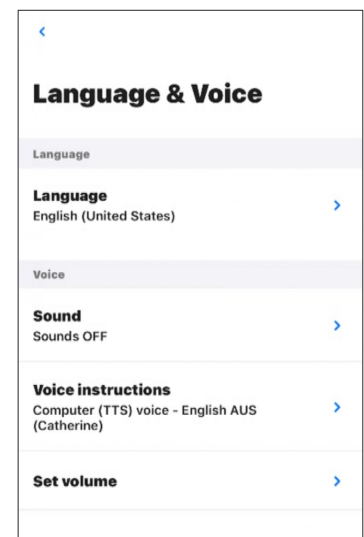 Language & Voice
Language
Language
English (United States)
Voice
Sound
Sounds OFF
Voice instructions
Computer (TTS) voice - English AUS
(Catherine)
Set volume